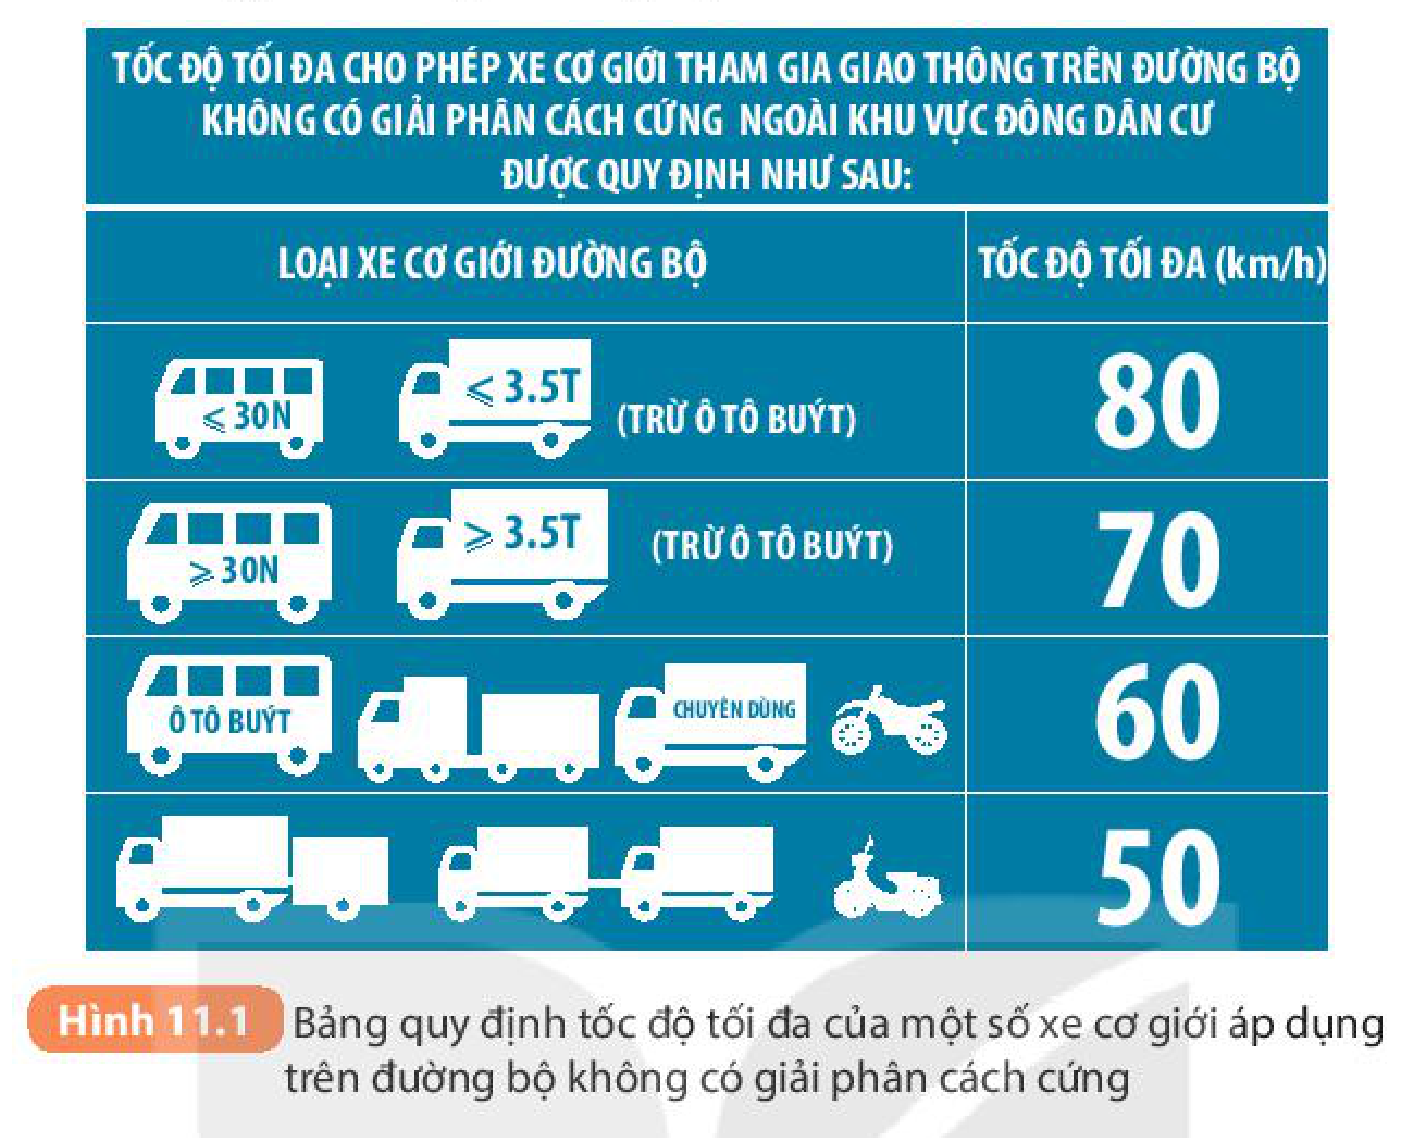 TỐC ĐỘ TỐI ĐA CHO PHÉP XE CƠ GIỚI THAM GIA GIAO THÔNG TRÊN ĐƯỜNG BỘ
KHÔNG CÓ GIẢI PHÂN CÁCH CỨNG NGOÀI KHU VỰC ĐÔNG DÂN CƯ
ĐƯỢC QUY ĐỊNH NHƯ SAU:
LOẠI XE CƠ GIỚI ĐƯỜNG BỘ
TỐC ĐỘ TỐI ĐA (km/h)
⩽ 30N
⩽ 3.5T
(TRỪ Ô TÔ BUÝT)
80
⩾ 30N
⩾ 3.5T
(TRỪ Ô TÔ BUÝT)
70
Ô TÔ BUÝT
CHUYÊN DÙNG
60
50
Hình 11.1 Bảng quy định tốc độ tối đa của một số xe cơ giới áp dụng
trên đường bộ không có giải phân cách cứng